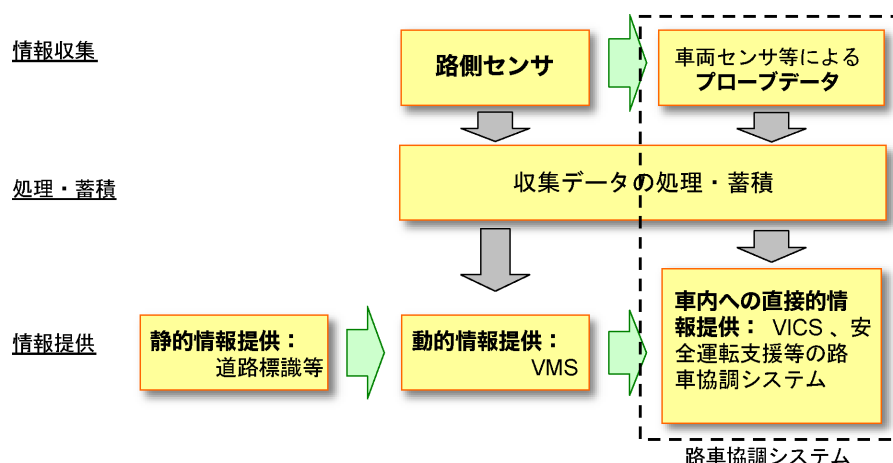 情報収集
路側センサ
車両センサ等による
プローブデータ
処理・蓄積
収集データの処理・蓄積
情報提供
静的情報提供：
道路標識等
動的情報提供：
VMS
車内への直接的情
報提供： VICS 、安
全運転支援等の路
車協調システム
路車協調システム